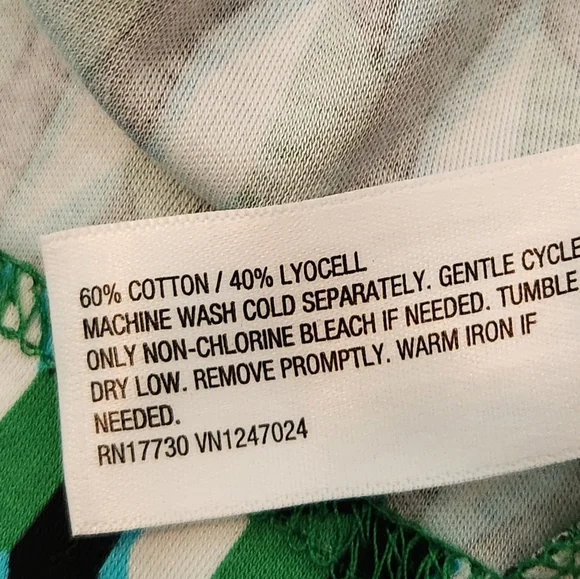 60% COTTON / 40% LYOCELL
MACHINE WASH COLD SEPARATELY. GENTLE CYCLE
ONLY NON-CHLORINE BLEACH IF NEEDED. TUMBLE
DRY LOW. REMOVE PROMPTLY. WARM IRON IF
NEEDED.
RN17730 VN1247024